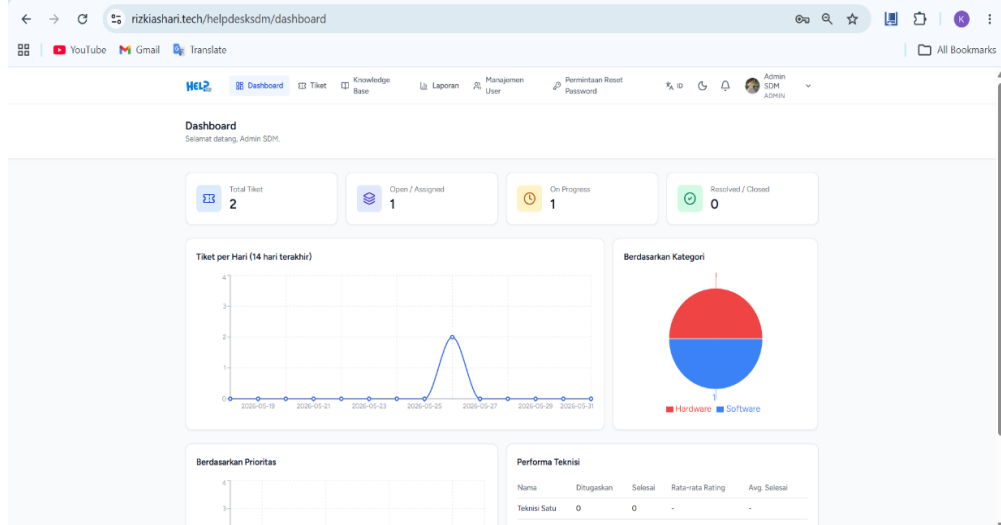 rizkiashari.tech/helpdesksdm/dashboard
K
YouTube
Gmail
Translate
All Bookmarks
HELP
Dashboard
Tiket
Knowledge
Base
Laporan
Manajemen
User
Permintaan Reset
Password
ID
Admin
SDM
ADMIN
Dashboard
Selamat datang, Admin SDM.
Total Tiket
2
Open / Assigned
1
On Progress
1
Resolved / Closed
0
Tiket per Hari (14 hari terakhir)
4
3
2
1
0
2026-05-19 2026-05-21 2026-05-23 2026-05-25 2026-05-27 2026-05-29 2026-05-31
Berdasarkan Kategori
1
1
Hardware Software
Berdasarkan Prioritas
4
3
Performa Teknisi
Nama Ditugaskan Selesai Rata-rata Rating Avg. Selesai
Teknisi Satu 0 0 - -